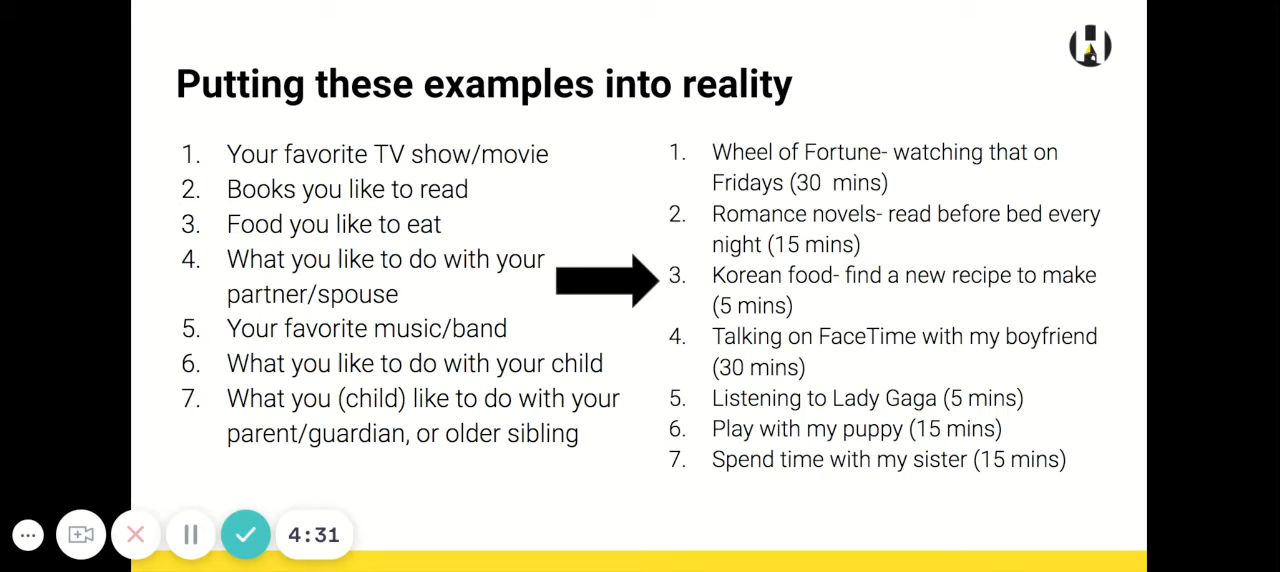 Putting these examples into reality
1. Your favorite TV show/movie
2. Books you like to read
3. Food you like to eat
4. What you like to do with your
partner/spouse
5. Your favorite music/band
6. What you like to do with your child
7. What you (child) like to do with your
parent/guardian, or older sibling
1. Wheel of Fortune- watching that on
Fridays (30  mins)
2. Romance novels- read before bed every
night (15 mins)
3. Korean food- find a new recipe to make
(5 mins)
4. Talking on FaceTime with my boyfriend
(30 mins)
5. Listening to Lady Gaga (5 mins)
6. Play with my puppy (15 mins)
7. Spend time with my sister (15 mins)
4:31